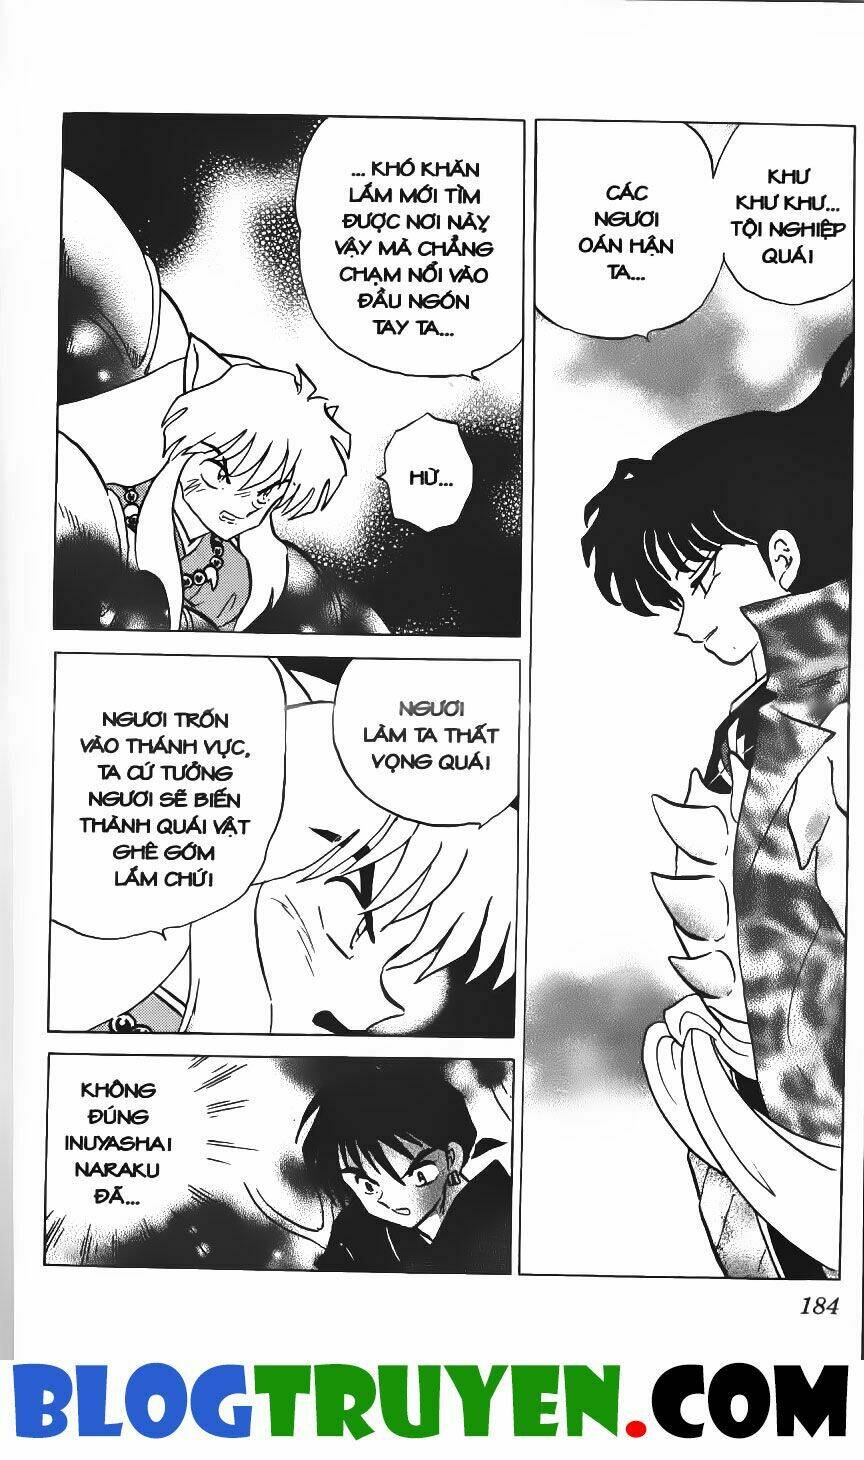 KHƯ
KHƯ KHƯ...
TỘI NGHIỆP
QUÁ!
CÁC
NGƯƠI
OÁN HẬN
TA...
... KHÓ KHĂN
LẮM MỚI TÌM
ĐƯỢC NƠI NÀY,
VẬY MÀ CHẲNG
CHẠM NỔI VÀO
ĐẦU NGÓN
TAY TA...
HỪ...
NGƯƠI
LÀM TA THẤT
VỌNG QUÁ!
NGƯƠI TRỐN
VÀO THÁNH VỰC,
TA CỨ TƯỞNG
NGƯƠI SẼ BIẾN
THÀNH QUÁI VẬT
GHÊ GỚM
LẮM CHỨ!
KHÔNG
ĐÚNG
INUYASHA!
NARAKU
ĐÃ...
184
BLOGTRUYEN.COM